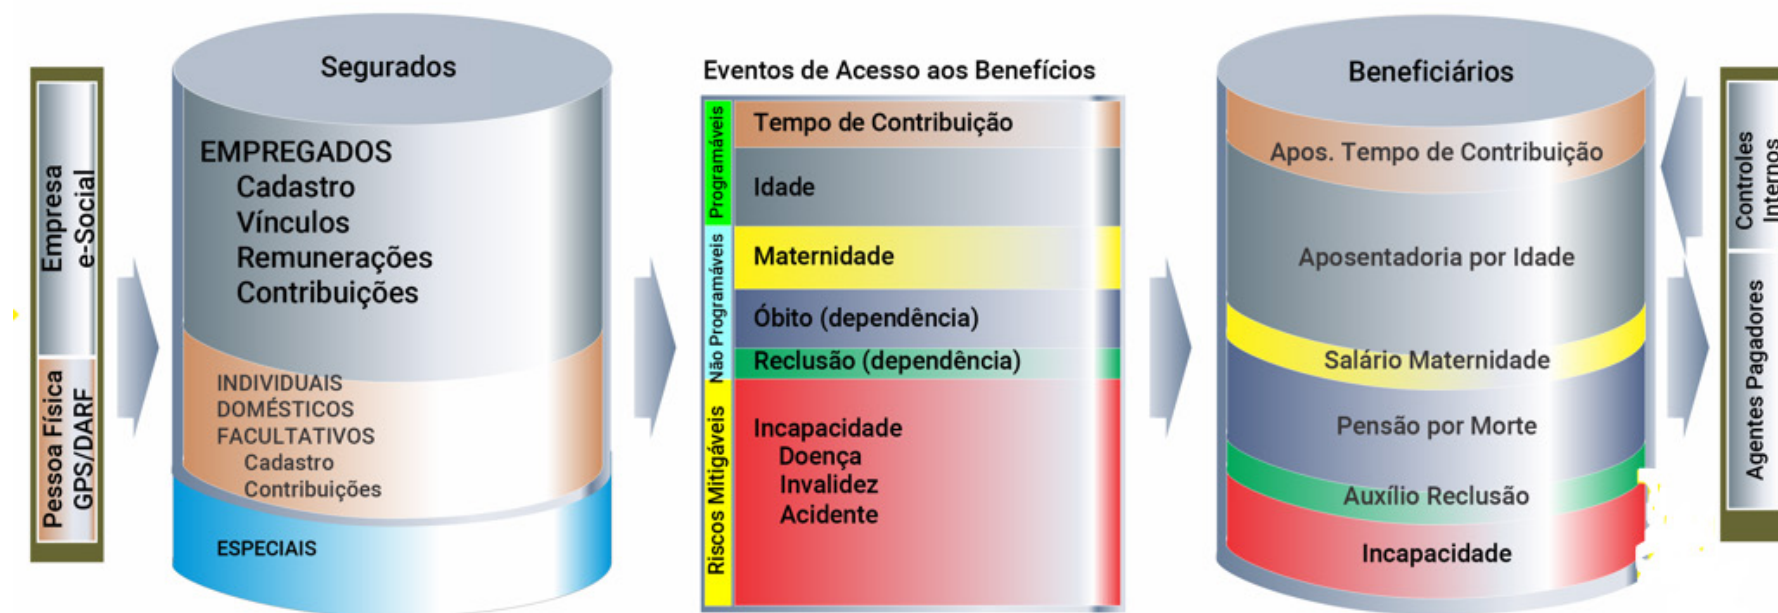 Empresa
e-Social
Pessoa Física
GPS/DARF
Segurados
EMPREGADOS
Cadastro
Vínculos
Remunerações
Contribuições
INDIVIDUAIS
DOMÉSTICOS
FACULTATIVOS
Cadastro
Contribuições
ESPECIAIS
Eventos de Acesso aos Benefícios
Programáveis
Tempo de Contribuição
Idade
Não Programáveis
Maternidade
Óbito (dependência)
Reclusão (dependência)
Riscos Mitigáveis
Incapacidade
Doença
Invalidez
Acidente
Beneficiários
Apos. Tempo de Contribuição
Aposentadoria por Idade
Salário Maternidade
Pensão por Morte
Auxílio Reclusão
Incapacidade
Controles
Internos
Agentes Pagadores